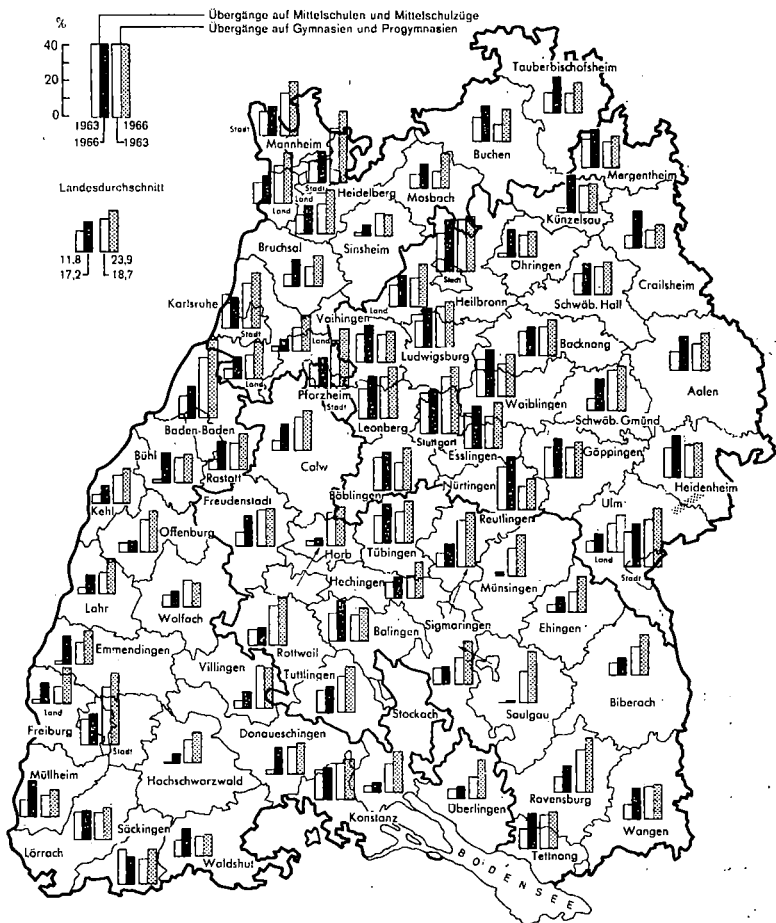 Übergänge auf Mittelschulen und Mittelschulzüge
Übergänge auf Gymnasien und Progymnasien
%
40
20
0
1963 1966
1966 1963
Landesdurchschnitt
11,8 23,9
17,2 18,7
Tauberbischofsheim
Stadt
Mannheim
Buchen
Mergentheim
Stadt
Heidelberg
Land
Land
Mosbach
Künzelsau
Sinsheim
Bruchsal
Stadt
Öhringen
Crailsheim
Karlsruhe
Land
Heilbronn
Schwäb. Hall
Stadt
Vaihingen
Land
Ludwigsburg
Backnang
Land
Pforzheim
Stadt
Waiblingen
Aalen
Leonberg
Schwäb. Gmünd
Baden-Baden
Stuttgart
Esslingen
Bühl
Rastatt
Calw
Göppingen
Nürtingen
Heidenheim
Böblingen
Kehl
Freudenstadt
Reutlingen
Ulm
Offenburg
Horb
Tübingen
Land
Stadt
Hechingen
Münsingen
Lahr
Wolfach
Balingen
Sigmaringen
Ehingen
Rottweil
Emmendingen
Villingen
Tuttlingen
Biberach
Land
Stockach
Saulgau
Freiburg
Stadt
Donaueschingen
Müllheim
Hochschwarzwald
Überlingen
Ravensburg
Konstanz
Wangen
Säckingen
Lörrach
Waldshut
Tettnang
BODENSEE